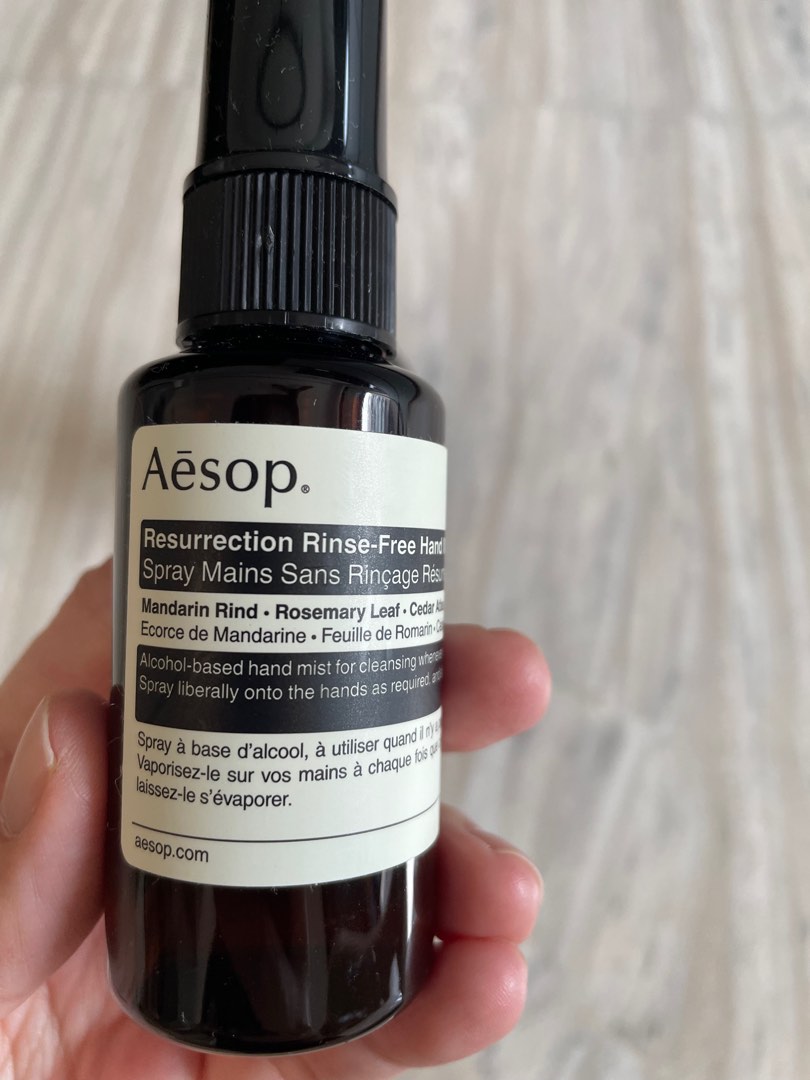 Aēsop.®
Resurrection Rinse-Free Hand
Spray Mains Sans Rinçage
Mandarin Rind • Rosemary Leaf • Cedar
Ecorce de Mandarine • Feuille de Romarin •
Alcohol-based hand mist for cleansing
Spray liberally onto the hands as required,
Spray à base d'alcool, à utiliser quand il n'y
Vaporisez-le sur vos mains à chaque fois
laissez-le s'évaporer.
aesop.com